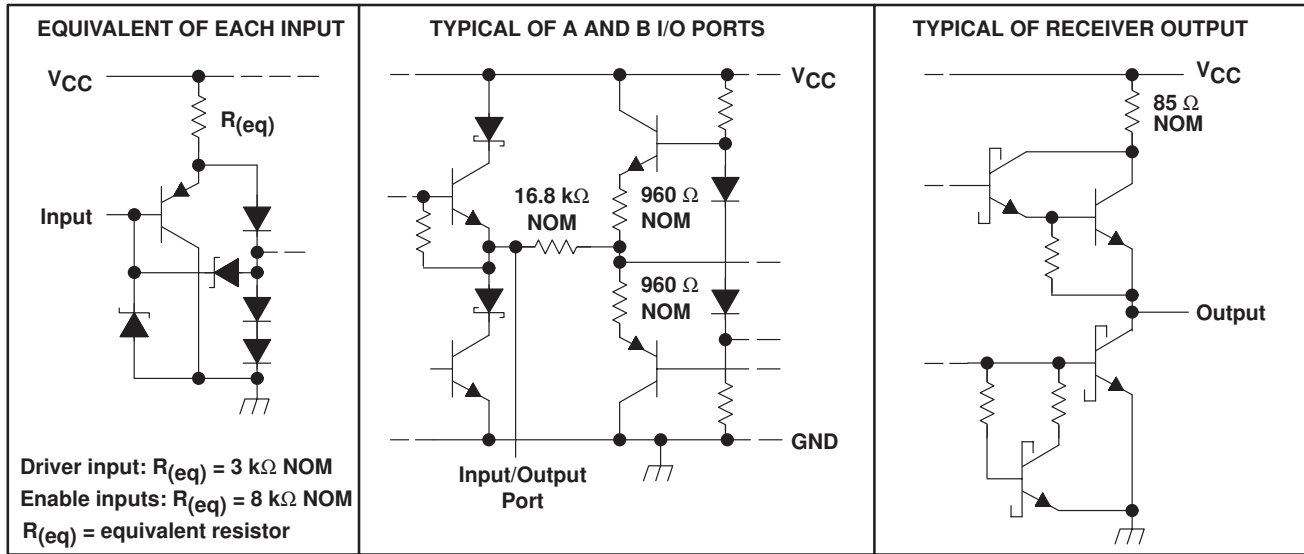 EQUIVALENT OF EACH INPUT
VCC
R(eq)
Input
Driver input: R(eq) = 3 kΩ NOM
Enable inputs: R(eq) = 8 kΩ NOM
R(eq) = equivalent resistor
TYPICAL OF A AND B I/O PORTS
VCC
16.8 kΩ
NOM
960 Ω
NOM
960 Ω
NOM
GND
Input/Output
Port
TYPICAL OF RECEIVER OUTPUT
VCC
85 Ω
NOM
Output